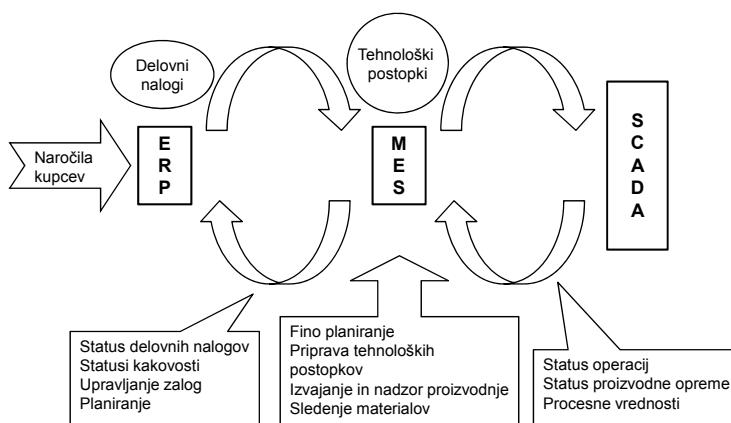 Delovni
nalogi
Tehnološki
postopki
Naročila
kupcev
E
R
P
M
E
S
S
C
A
D
A
Status delovnih nalogov
Statusi kakovosti
Upravljanje zalog
Planiranje
Fino planiranje
Priprava tehnoloških
postopkov
Izvajanje in nadzor proizvodnje
Sledenje materialov
Status operacij
Status proizvodne opreme
Procesne vrednosti